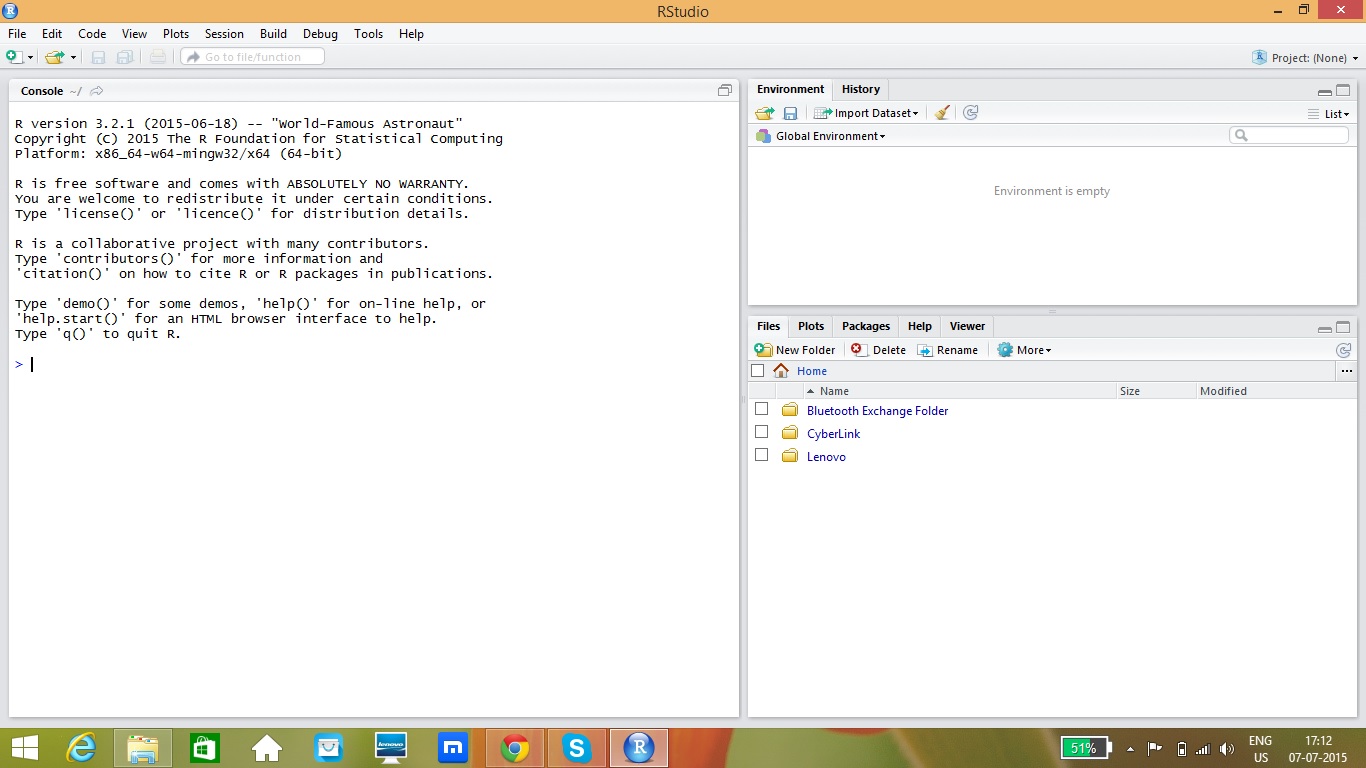 RStudio
File Edit Code View Plots Session Build Debug Tools Help
Go to file/function
Project: (None)
Console ~/
R version 3.2.1 (2015-06-18) -- "World-Famous Astronaut"
Copyright (C) 2015 The R Foundation for Statistical Computing
Platform: x86_64-w64-mingw32/x64 (64-bit)
R is free software and comes with ABSOLUTELY NO WARRANTY.
You are welcome to redistribute it under certain conditions.
Type 'license()' or 'licence()' for distribution details.
R is a collaborative project with many contributors.
Type 'contributors()' for more information and
'citation()' on how to cite R or R packages in publications.
Type 'demo()' for some demos, 'help()' for on-line help, or
'help.start()' for an HTML browser interface to help.
Type 'q()' to quit R.
>
Environment History
Import Dataset List
Global Environment
Environment is empty
Files Plots Packages Help Viewer
New Folder Delete Rename More
Home ...
Name Size Modified
Bluetooth Exchange Folder
CyberLink
Lenovo
lenovo
51% ENG 17:12
US 07-07-2015